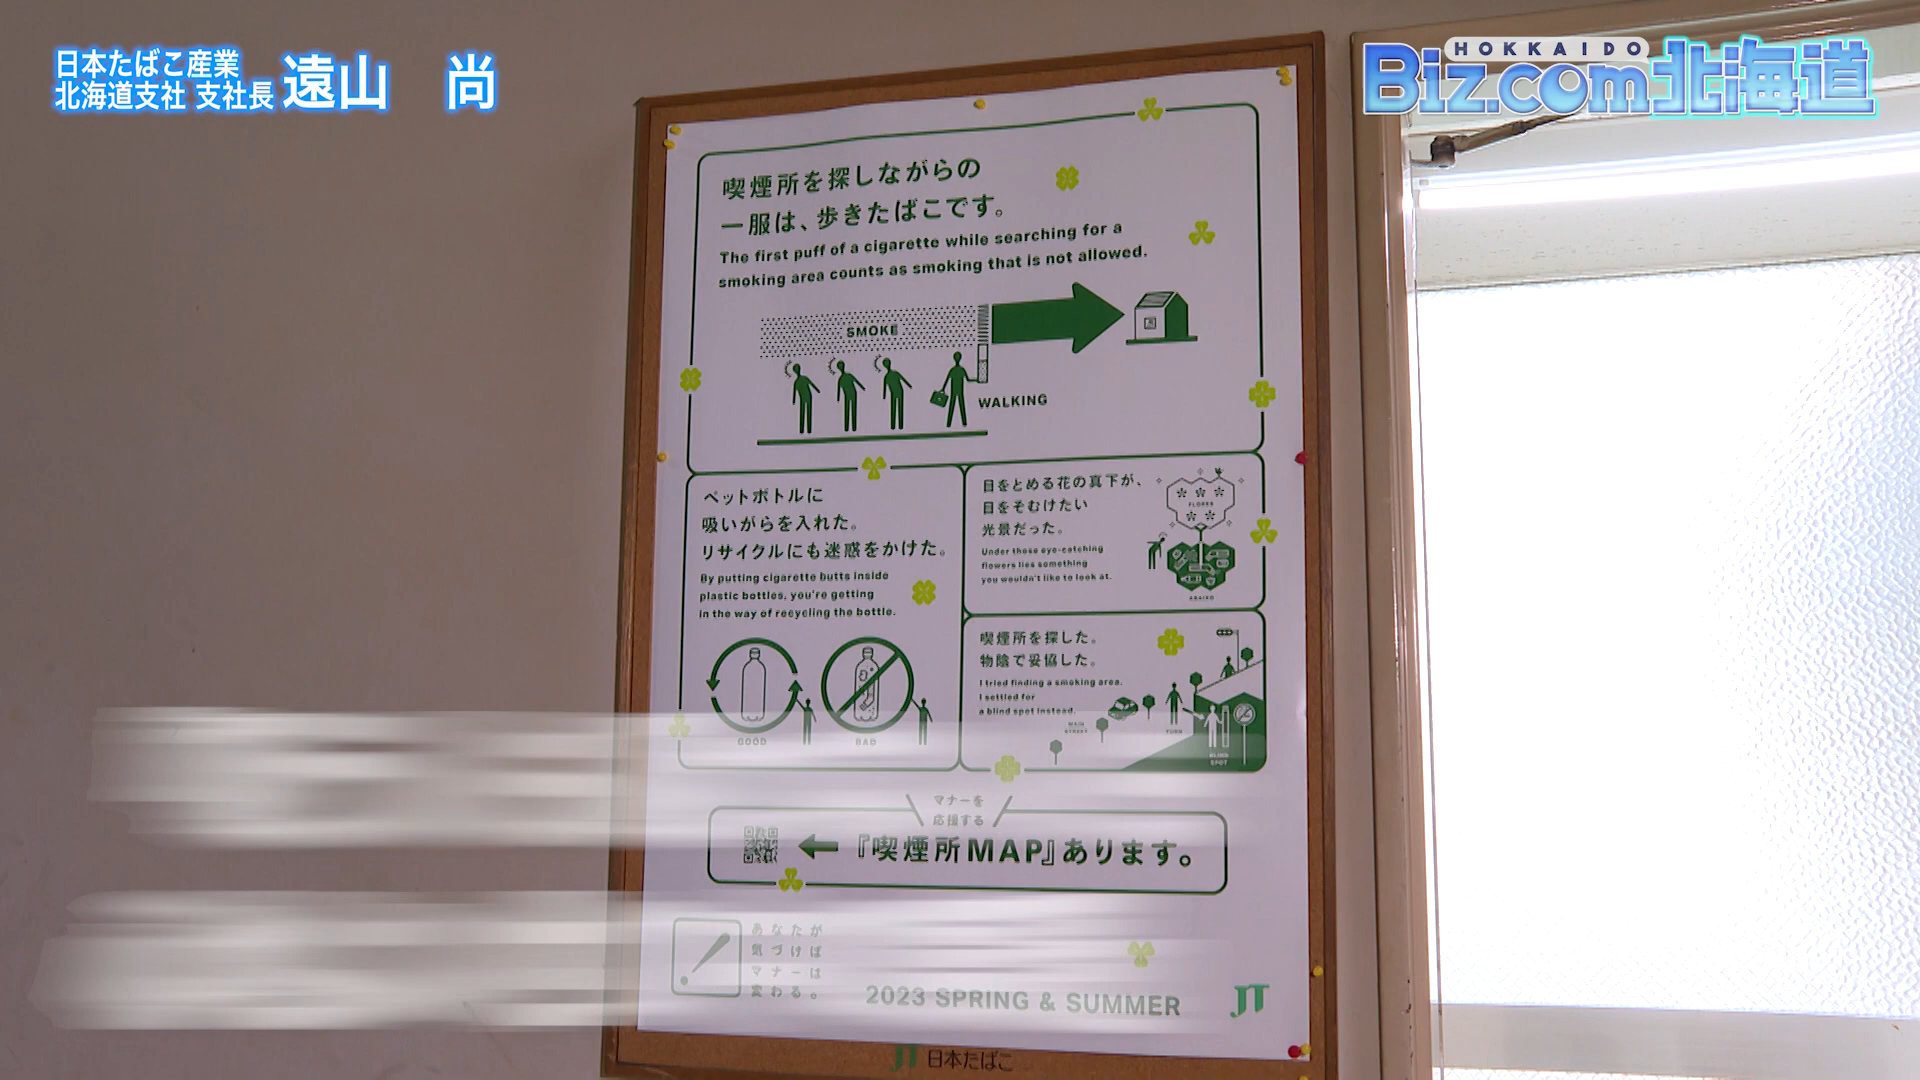 日本たばこ産業
北海道支社 支社長 遠山 尚
HOKKAIDO
Biz.com北海道
喫煙所を探しながらの
一服は、歩きたばこです。
The first puff of a cigarette while searching for a
smoking area counts as smoking that is not allowed.
SMOKE
WALKING
ペットボトルに
吸いがらを入れた。
リサイクルにも迷惑をかけた。
By putting cigarette butts inside
plastic bottles, you're getting
in the way of recycling the bottle.
GOOD
BAD
目をとめる花の真下が、
目をそむけたい
光景だった。
Under those eye-catching
flowers lies something
you wouldn't like to look at.
FLOWER
喫煙所を探した。
物陰で妥協した。
I tried finding a smoking area.
I settled for
a blind spot instead.
MAIN
STREET
BLIND
SPOT
マナーを
応援する
『喫煙所MAP』あります。
あなたが
気づけば
マナーは
変わる。
2023 SPRING & SUMMER
JT
JT 日本たばこ